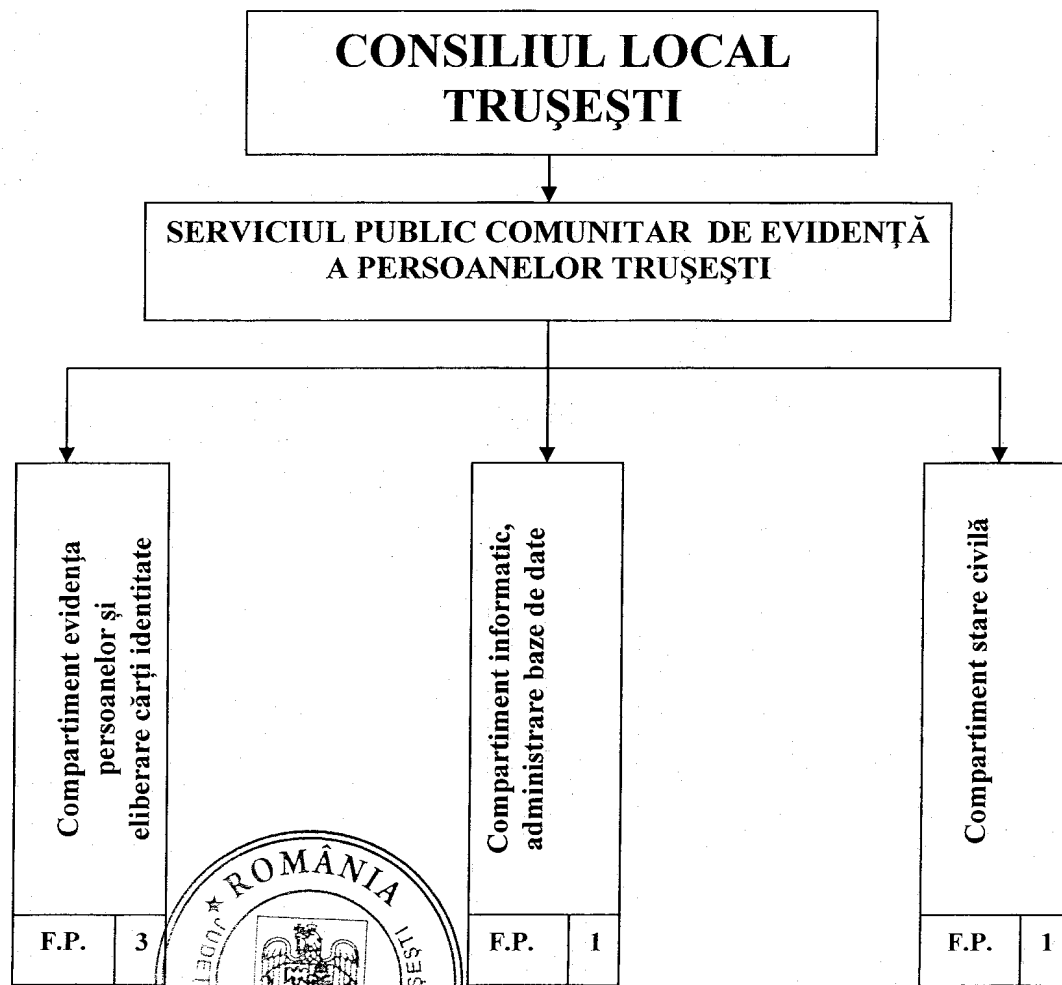 CONSILIUL LOCAL
TRUŞEŞTI
SERVICIUL PUBLIC COMUNITAR DE EVIDENŢĂ
A PERSOANELOR TRUŞEŞTI
Compartiment evidenţa
persoanelor şi
eliberare cărţi identitate
F.P. 3
Compartiment informatic,
administrare baze de date
F.P. 1
Compartiment stare civilă
F.P. 1
★ ROMÂNIA